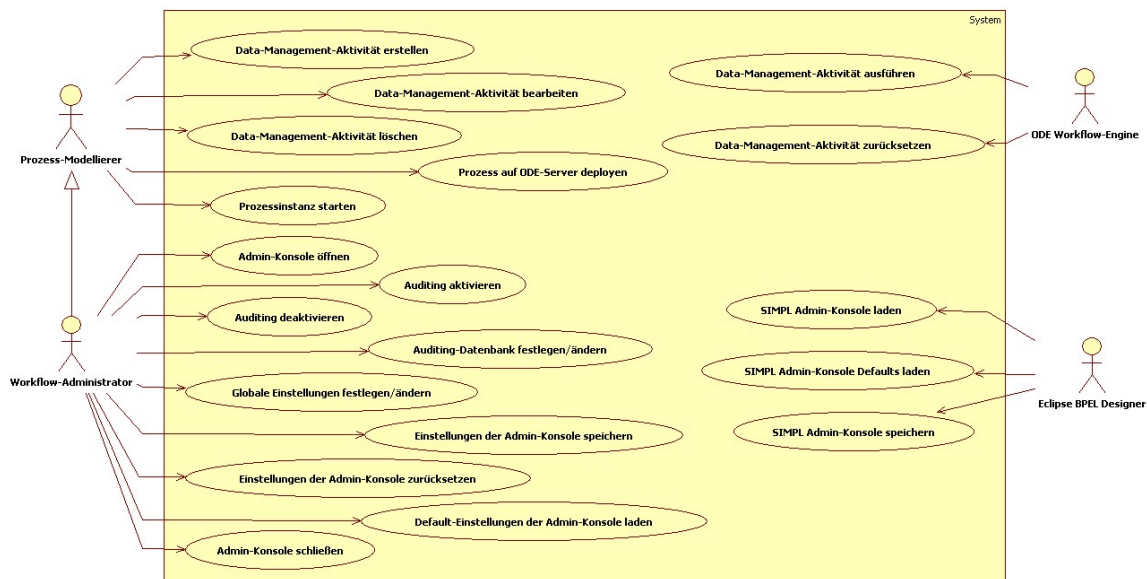 System
Data-Management-Aktivität erstellen
Data-Management-Aktivität ausführen
Data-Management-Aktivität bearbeiten
Data-Management-Aktivität löschen
ODE Workflow-Engine
Data-Management-Aktivität zurücksetzen
Prozess-Modellierer
Prozess auf ODE-Server deployen
Prozessinstanz starten
Admin-Konsole öffnen
Auditing aktivieren
SIMPL Admin-Konsole laden
Auditing deaktivieren
Auditing-Datenbank festlegen/ändern
SIMPL Admin-Konsole Defaults laden
Workflow-Administrator
Globale Einstellungen festlegen/ändern
Eclipse BPEL Designer
SIMPL Admin-Konsole speichern
Einstellungen der Admin-Konsole speichern
Einstellungen der Admin-Konsole zurücksetzen
Default-Einstellungen der Admin-Konsole laden
Admin-Konsole schließen